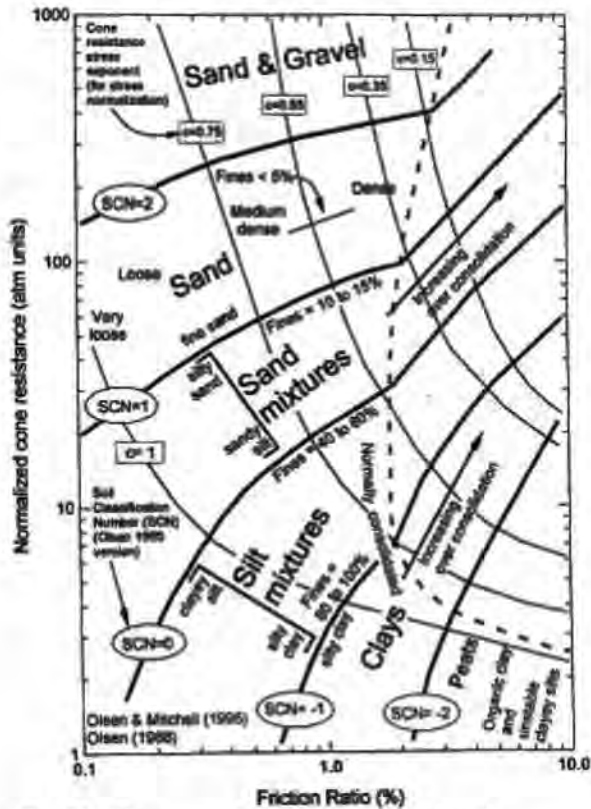 1000
Cone
resistance
stress
exponent
(for stress
normalization)
Sand & Gravel
c=0.75
c=0.55
c=0.35
c=0.15
SCN=2
Fines < 5%
Dense
Medium
dense
100
Loose
Sand
Increasing
over consolidation
Very
loose
fine sand
Fines = 10 to 15%
SCN=1
silty
sand
Sand
mixtures
sandy
silt
c= 1
Fines =40 to 60%
10
Soil
Classification
Number (SCN)
(Olsen
version)
Normally consolidated
Increasing
over consolidation
Silt
mixtures
clayey
silt
Fines =
80 to 100%
silty
clay
silty clay
Clays
SCN=0
Peats
Organic clay
and
clayey silts
SCN= -1
SCN= -2
Olsen & Mitchell (1995)
Olsen (1988)
1
0.1
1.0
10.0
Normalized cone resistance (atm units)
Friction Ratio (%)